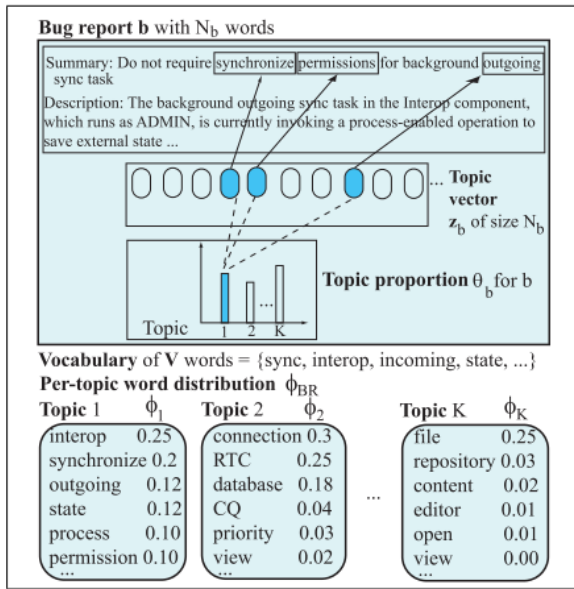 Bug report b with N_b words
Summary: Do not require synchronize permissions for background outgoing
sync task
Description: The background outgoing sync task in the Interop component,
which runs as ADMIN, is currently invoking a process-enabled operation to
save external state ...
... Topic
vector
z_b of size N_b
Topic proportion θ_b for b
...
Topic 1 2 K
Vocabulary of V words = {sync, interop, incoming, state, ...}
Per-topic word distribution ϕ_BR
Topic 1 ϕ_1 Topic 2 ϕ_2 Topic K ϕ_K
interop 0.25 connection 0.3 file 0.25
synchronize 0.2 RTC 0.25 repository 0.03
outgoing 0.12 database 0.18 content 0.02
state 0.12 CQ 0.04 ... editor 0.01
process 0.10 priority 0.03 open 0.01
permission 0.10 view 0.02 view 0.00
... ... ...